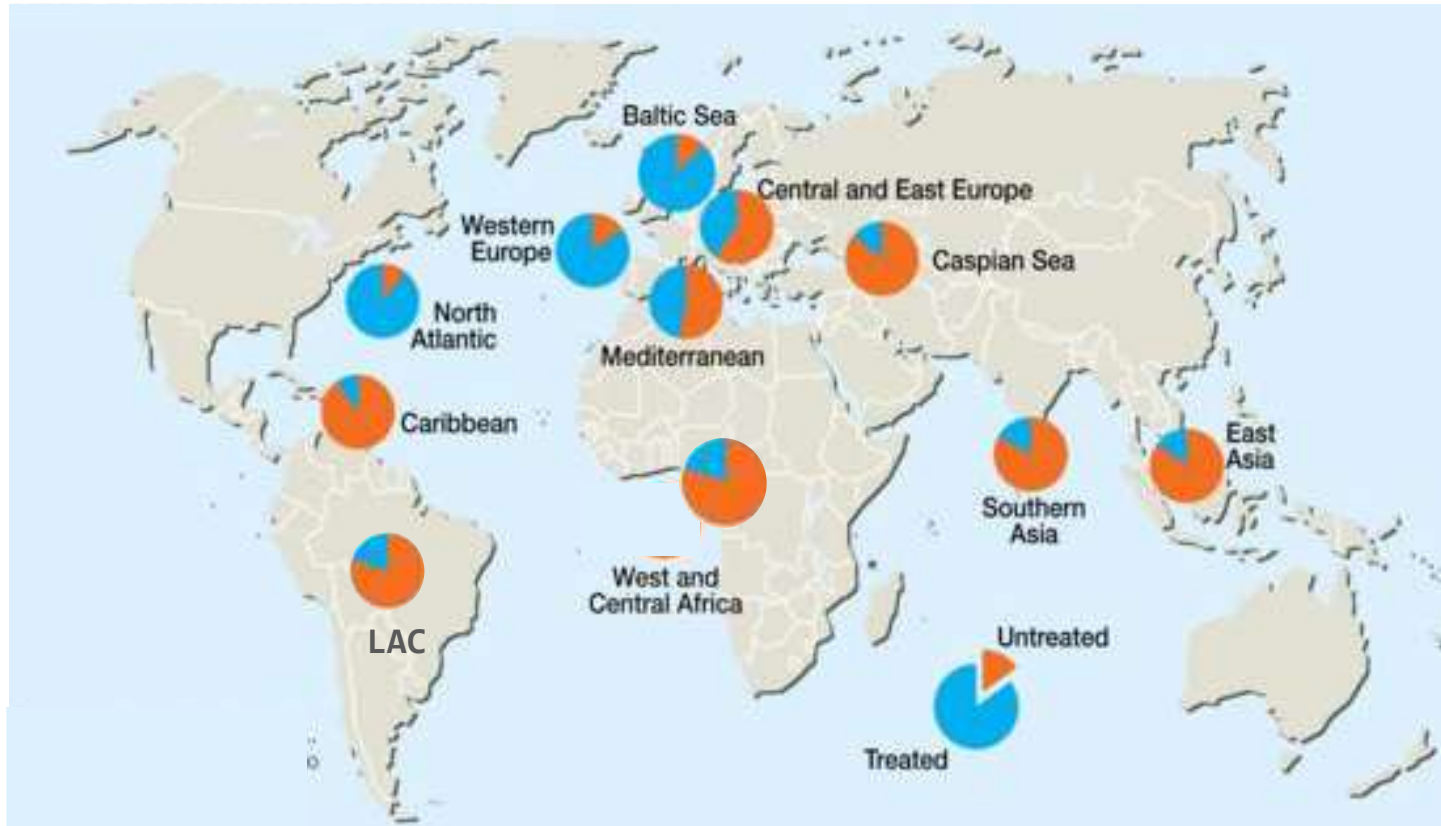 Baltic Sea
Central and East Europe
Western
Europe
Caspian Sea
North
Atlantic
Mediterranean
Caribbean
East
Asia
Southern
Asia
West and
Central Africa
LAC
Untreated
Treated